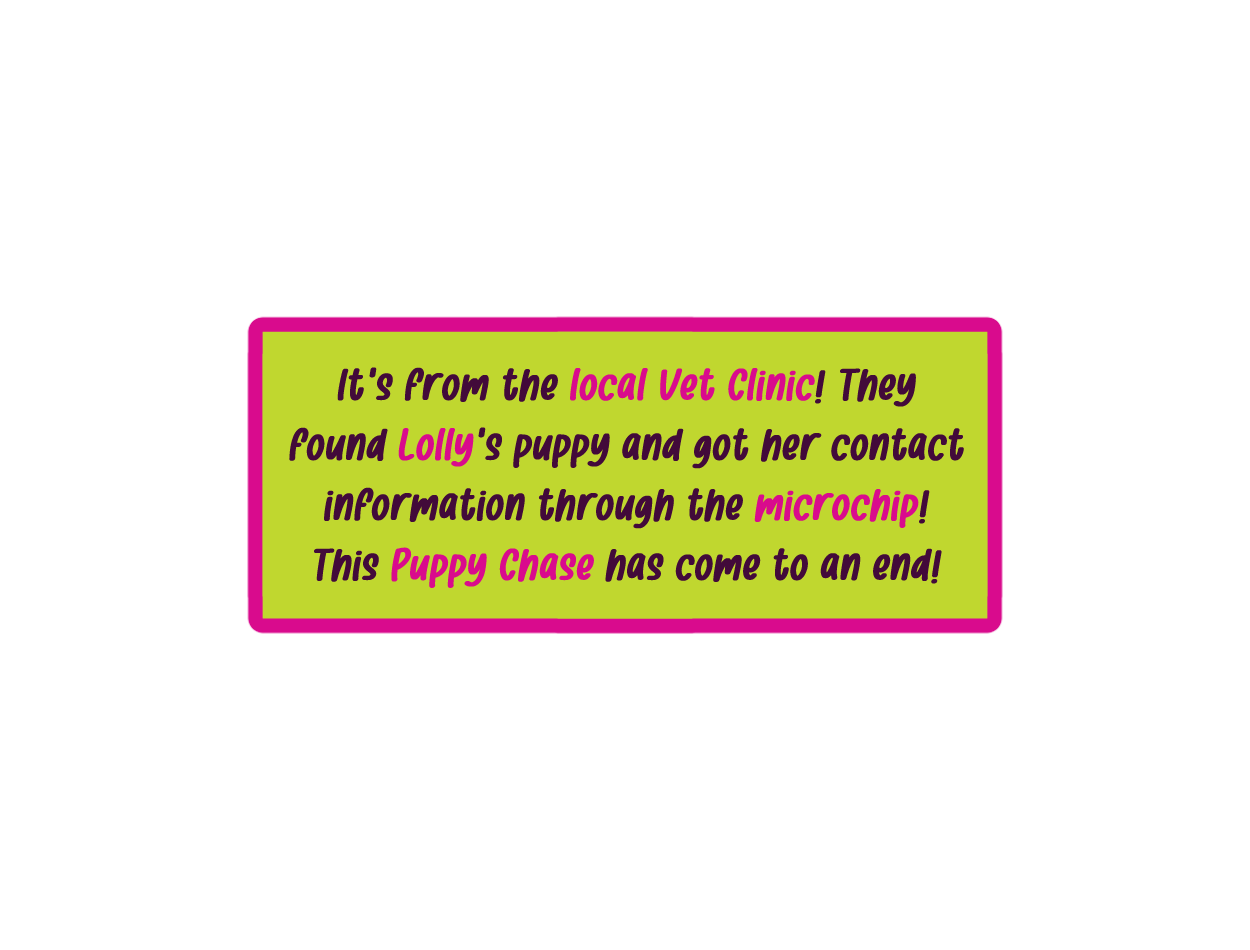 It's from the local Vet Clinic! They
found Lolly's puppy and got her contact
information through the microchip!
This Puppy Chase has come to an end!